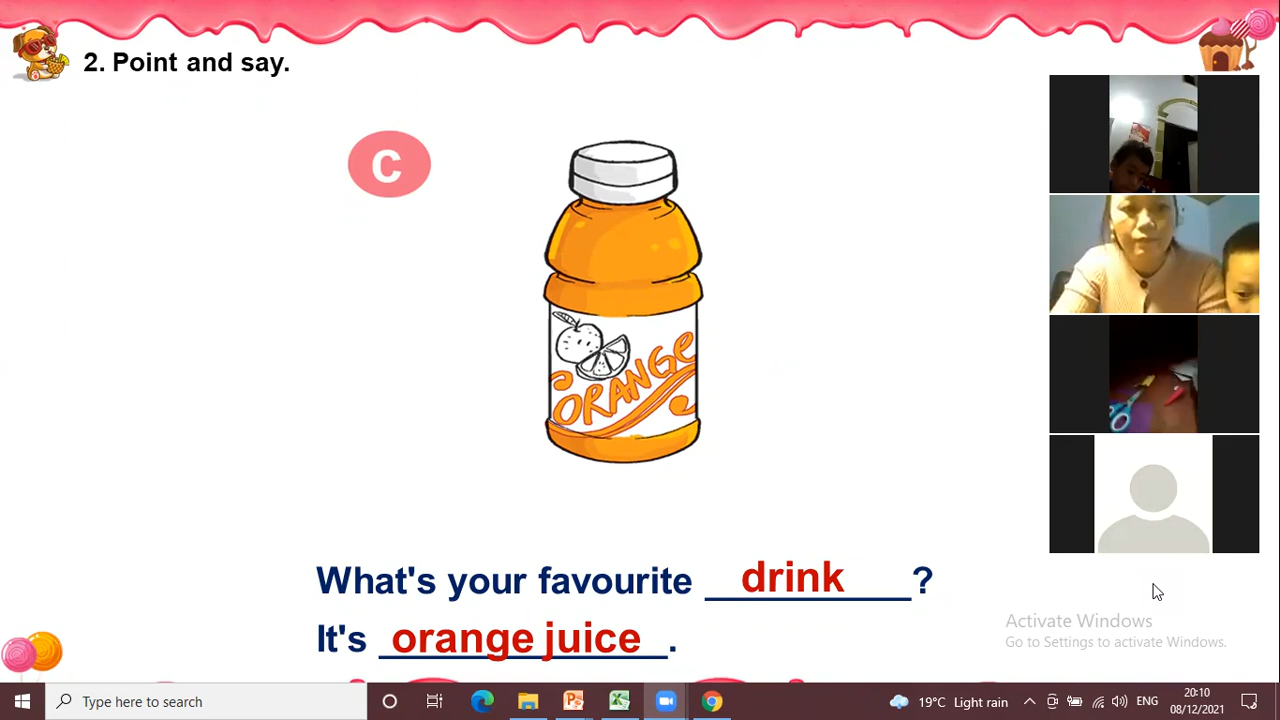 2. Point and say.
C
ORANGE
What's your favourite drink?
It's orange juice.
Activate Windows
Go to Settings to activate Windows.
Type here to search
19°C Light rain
ENG
20:10
08/12/2021